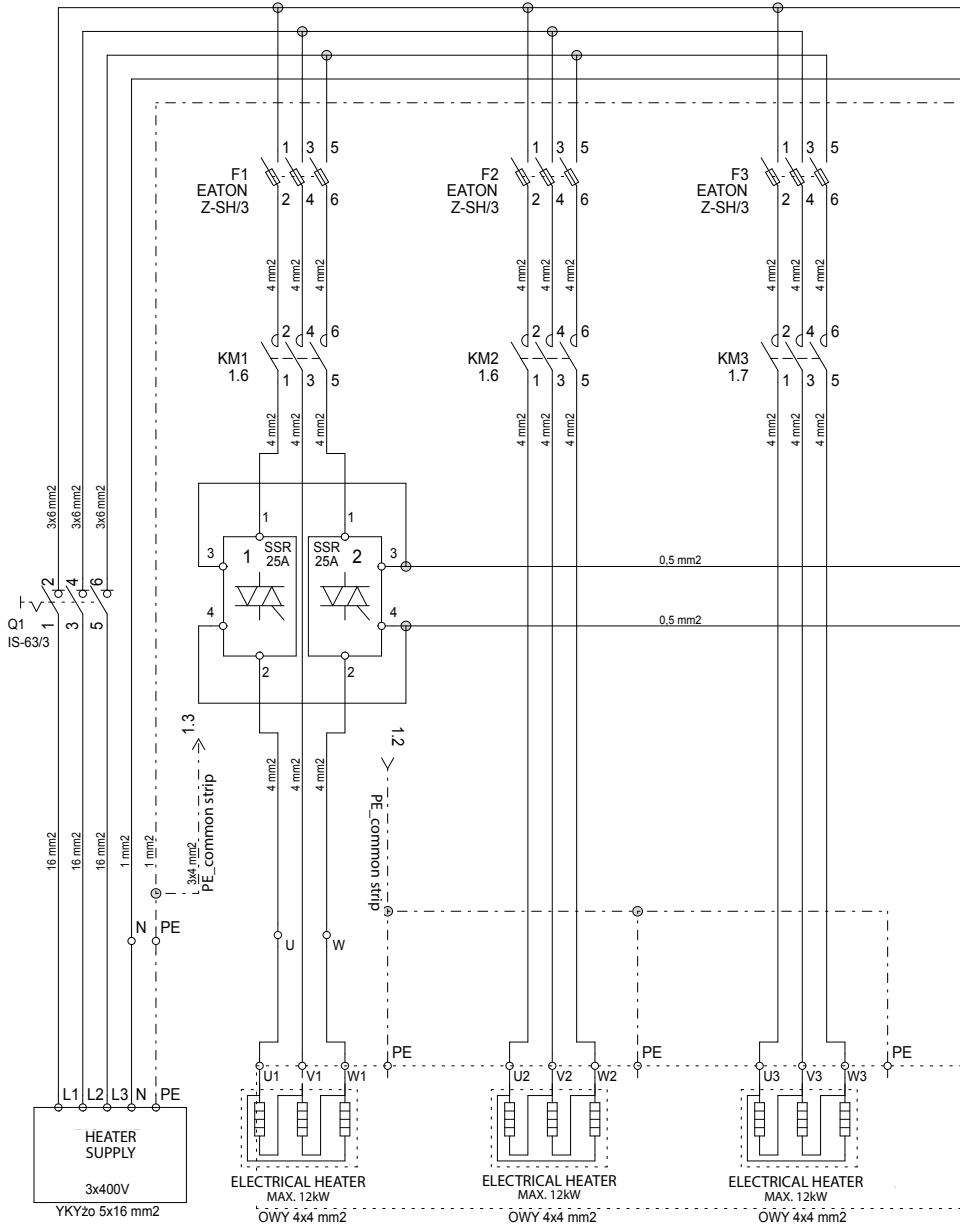 1 3 5
F1
EATON
Z-SH/3
2 4 6
1 3 5
F2
EATON
Z-SH/3
2 4 6
1 3 5
F3
EATON
Z-SH/3
2 4 6
4 mm2
4 mm2
4 mm2
4 mm2
4 mm2
4 mm2
4 mm2
4 mm2
4 mm2
2 4 6
KM1
1.6
1 3 5
2 4 6
KM2
1.6
1 3 5
2 4 6
KM3
1.7
1 3 5
4 mm2
4 mm2
4 mm2
4 mm2
4 mm2
4 mm2
4 mm2
4 mm2
4 mm2
3x6 mm2
3x6 mm2
3x6 mm2
1
1
3
1
SSR
25A
SSR
25A
2
3
0,5 mm2
4
4
0,5 mm2
2
2
2 4 6
Q1
IS-63/3
1 3 5
1.3
PE_common strip
3x4 mm2
1.2
PE_common strip
4 mm2
4 mm2
4 mm2
16 mm2
16 mm2
16 mm2
1 mm2
1 mm2
N PE
U
W
PE
PE
PE
U1 V1 W1
U2 V2 W2
U3 V3 W3
L1 L2 L3 N PE
HEATER
SUPPLY
3x400V
YKYżo 5x16 mm2
ELECTRICAL HEATER
MAX. 12kW
OWY 4x4 mm2
ELECTRICAL HEATER
MAX. 12kW
OWY 4x4 mm2
ELECTRICAL HEATER
MAX. 12kW
OWY 4x4 mm2